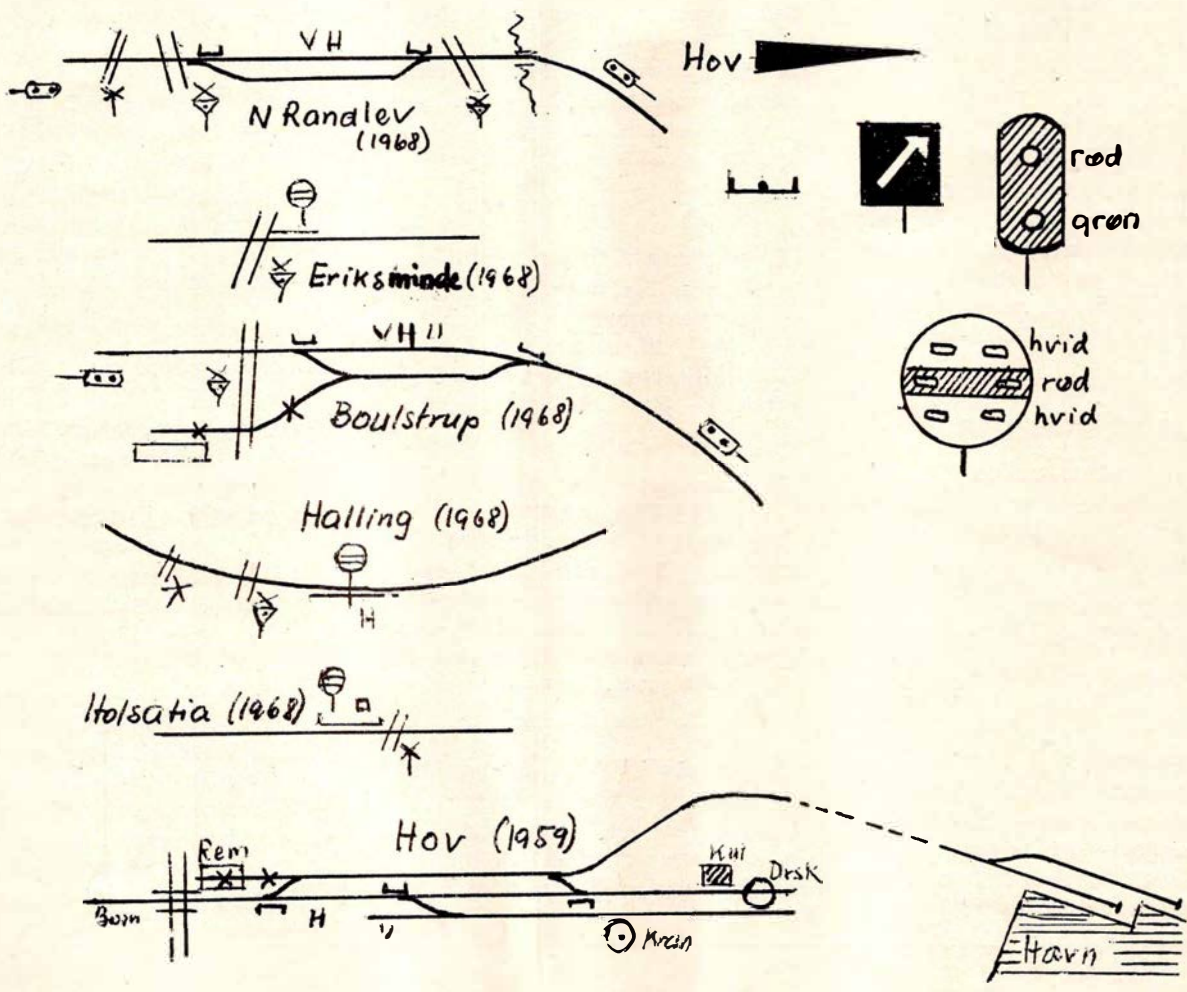 VH
Hov
N Randlev
(1968)
rød
grøn
Eriksminde (1968)
VH
hvid
rød
hvid
Boulstrup (1968)
Halling (1968)
H
Holsatia (1968)
Hov (1959)
Rem
Kul
DrsK
Bom
H
Kran
Havn